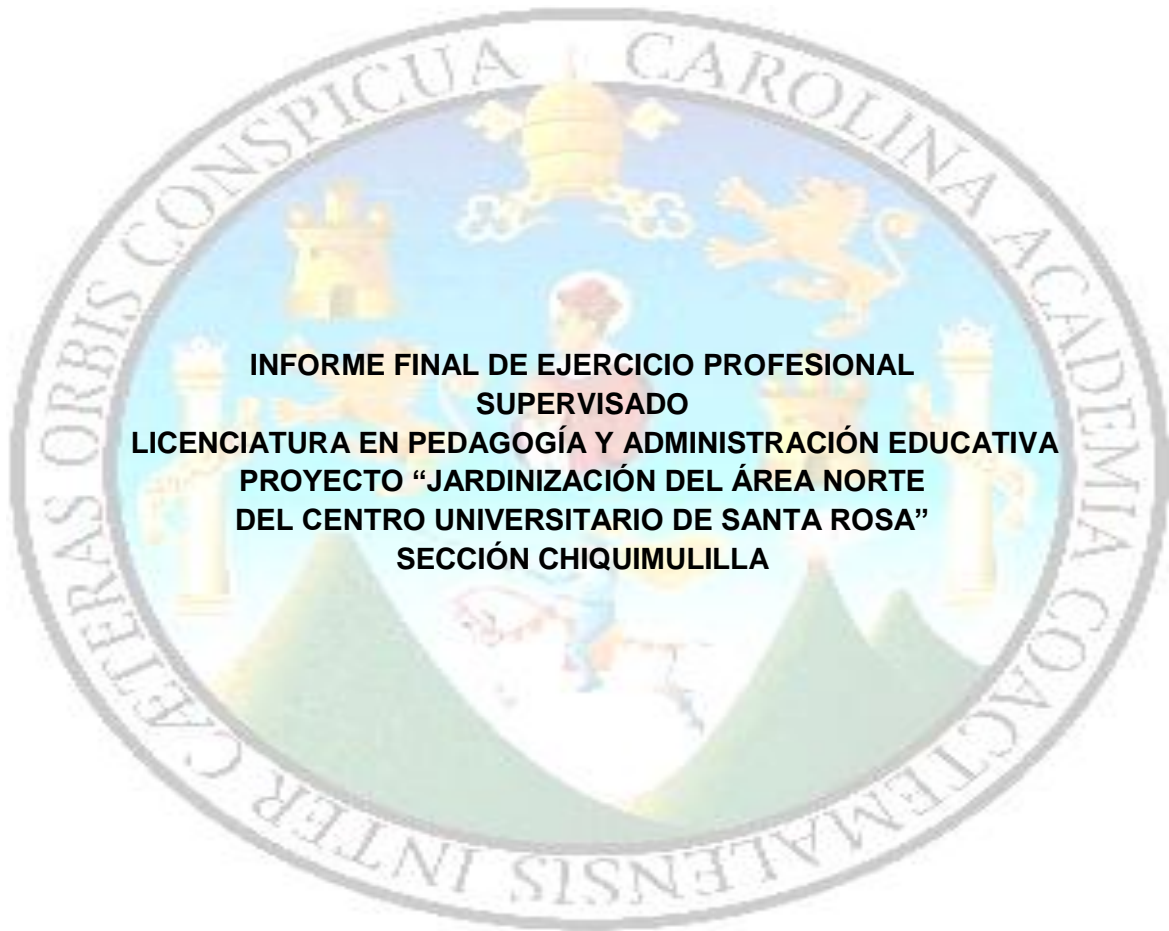 CÆTERAS ORBIS CONSPICUA CAROLINA ACADEMIA COACTEMALENSIS INTER
INFORME FINAL DE EJERCICIO PROFESIONAL
SUPERVISADO
LICENCIATURA EN PEDAGOGÍA Y ADMINISTRACIÓN EDUCATIVA
PROYECTO “JARDINIZACIÓN DEL ÁREA NORTE
DEL CENTRO UNIVERSITARIO DE SANTA ROSA”
SECCIÓN CHIQUIMULILLA